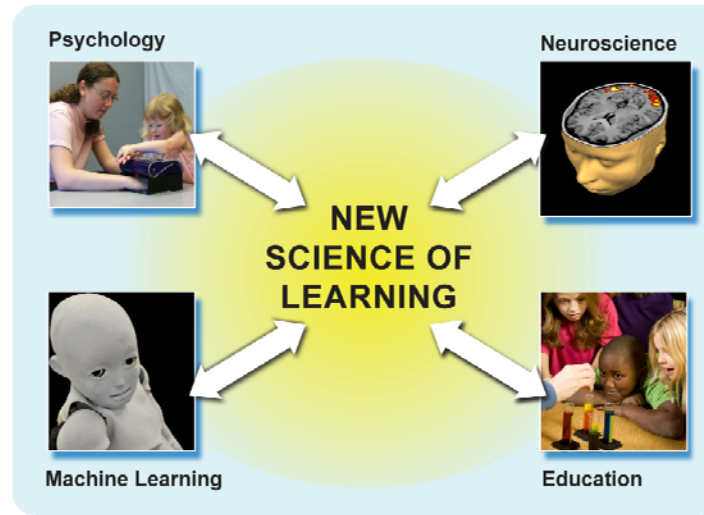 Psychology
Neuroscience
NEW
SCIENCE OF
LEARNING
Machine Learning
Education